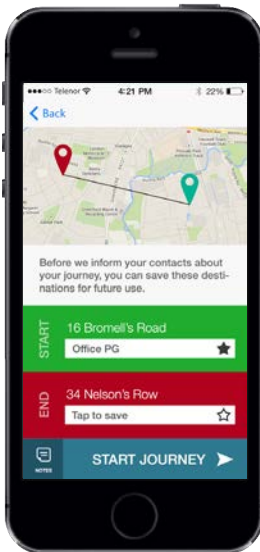 Telenor 4:21 PM 22%
Back
Before we inform your contacts about
your journey, you can save these desti-
nations for future use.
START
16 Bromell's Road
Office PG
END
34 Nelson's Row
Tap to save
NOTES
START JOURNEY